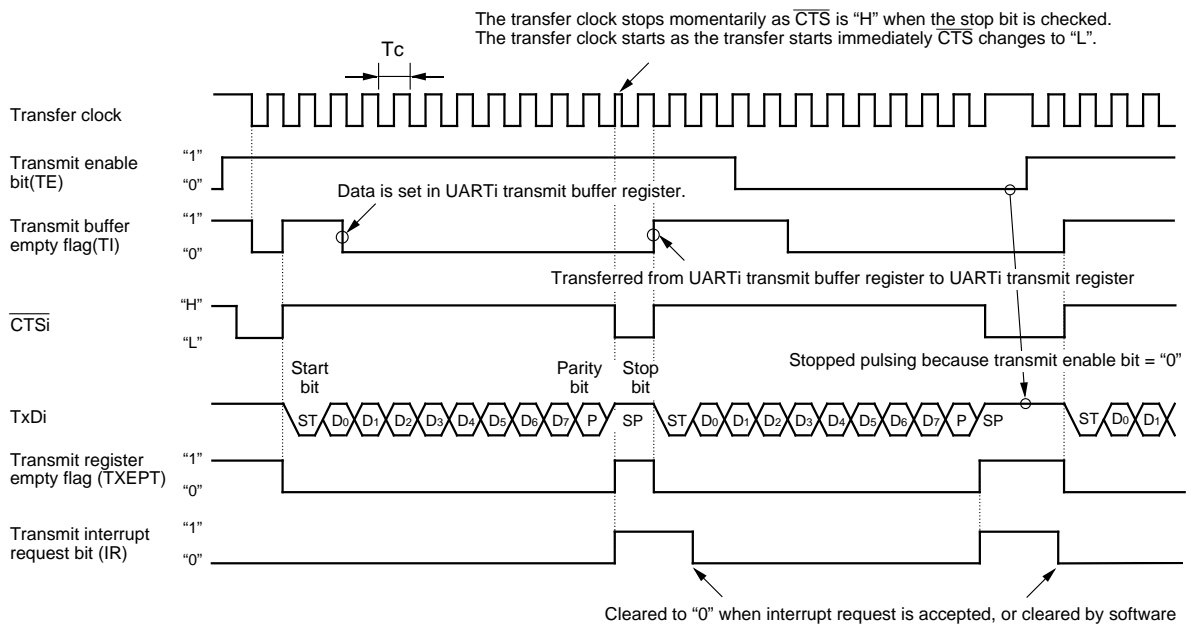 The transfer clock stops momentarily as CTS is “H” when the stop bit is checked.
The transfer clock starts as the transfer starts immediately CTS changes to “L”.
Tc
Transfer clock
Transmit enable
bit(TE)
“1”
“0”
Data is set in UARTi transmit buffer register.
Transmit buffer
empty flag(TI)
“1”
“0”
Transferred from UARTi transmit buffer register to UARTi transmit register
CTSi
“H”
“L”
Stopped pulsing because transmit enable bit = “0”
Start
bit
Parity
bit
Stop
bit
TxDi
ST D0 D1 D2 D3 D4 D5 D6 D7 P SP ST D0 D1 D2 D3 D4 D5 D6 D7 P SP ST D0 D1
Transmit register
empty flag (TXEPT)
“1”
“0”
Transmit interrupt
request bit (IR)
“1”
“0”
Cleared to “0” when interrupt request is accepted, or cleared by software